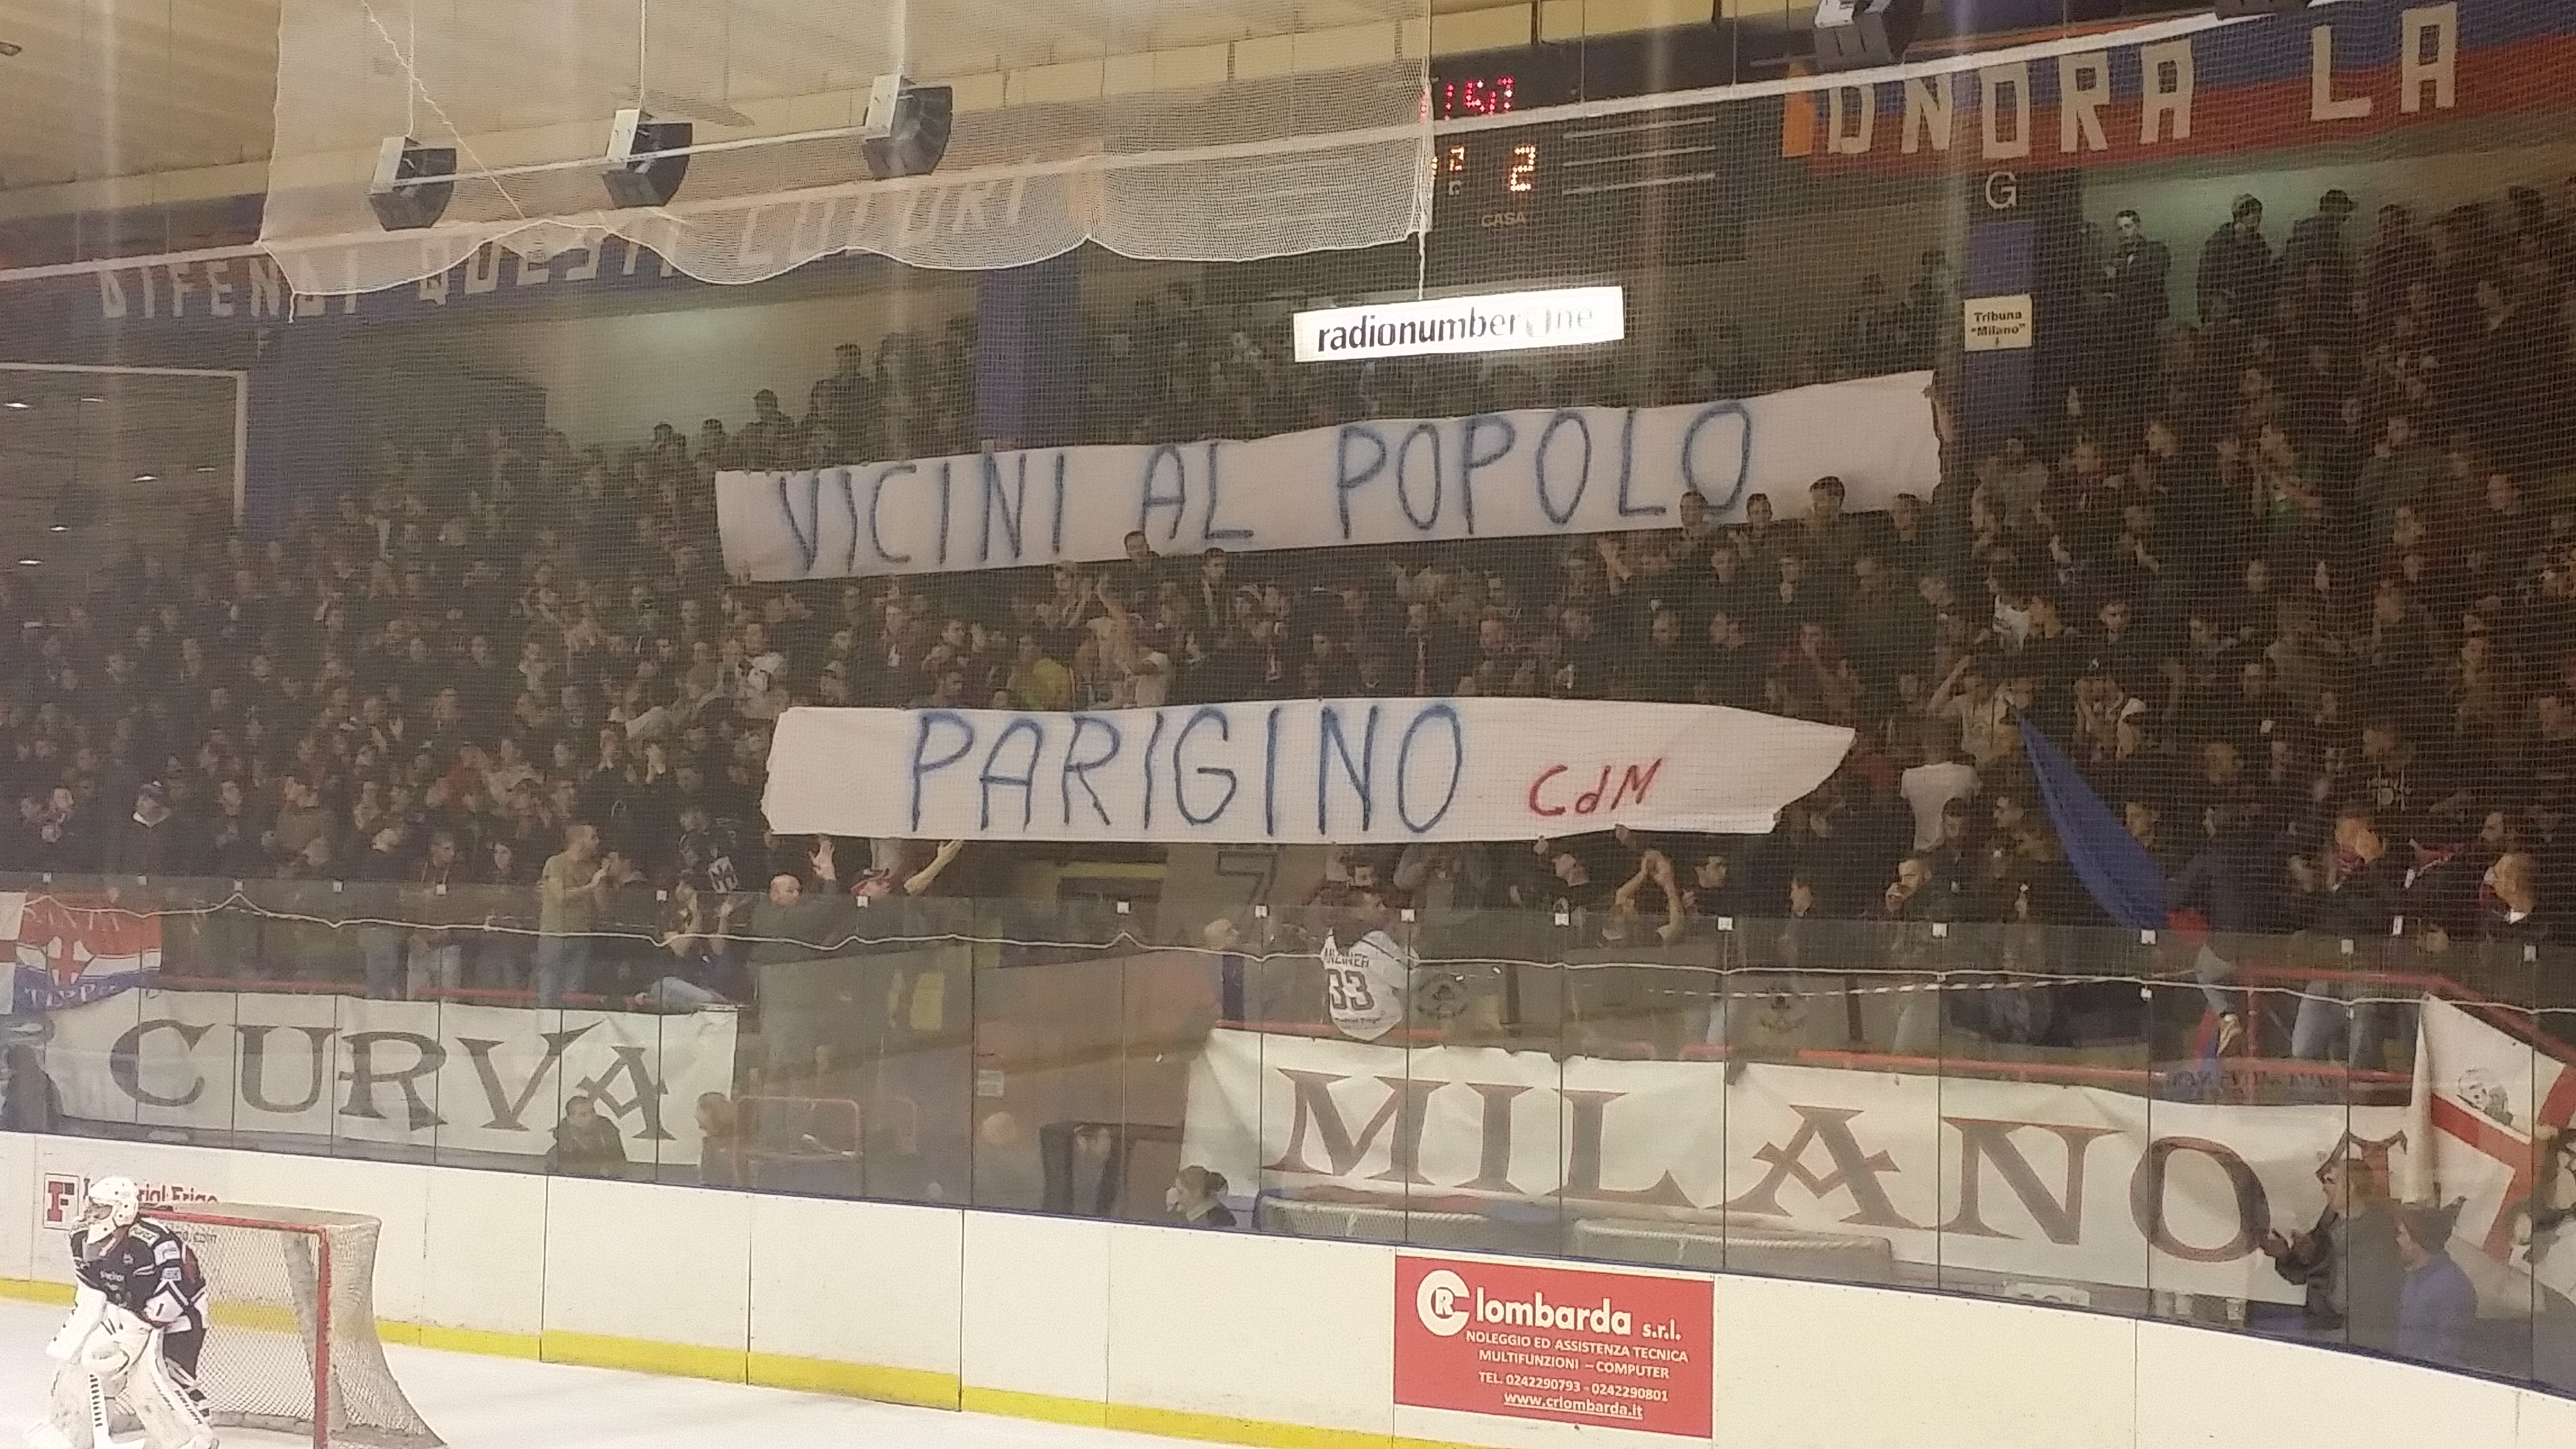 ONORA LA
DIFENDI QUESTI COLORI
2
CASA
G
Tribuna
"Milano"
radionumberone
VICINI AL POPOLO
PARIGINO CdM
7
33
CURVA
MILANO
lombarda s.r.l.
NOLEGGIO ED ASSISTENZA TECNICA
MULTIFUNZIONI - COMPUTER
TEL. 0242290793 - 0242290801
www.crlombarda.it